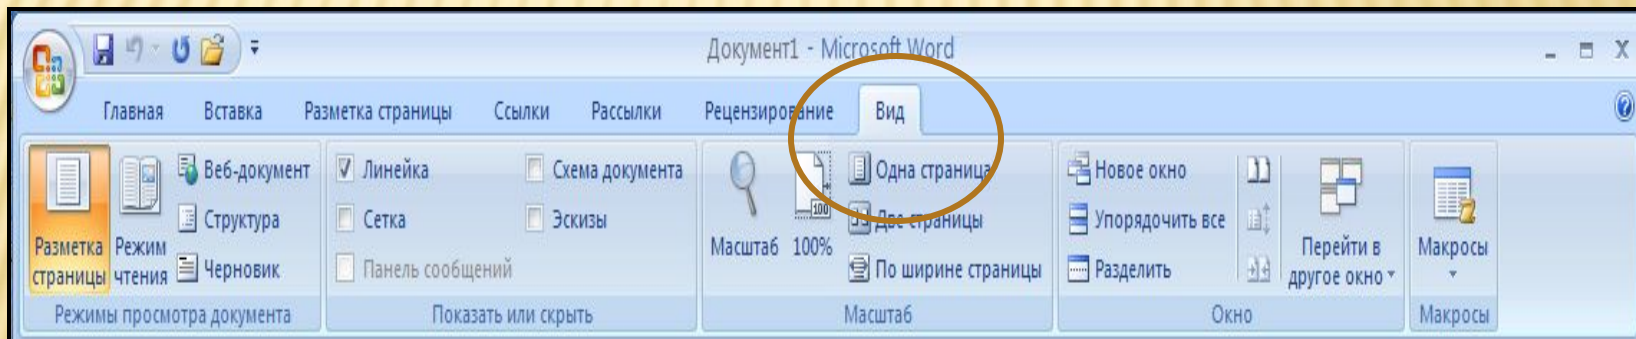 Документ1 - Microsoft Word
Главная Вставка Разметка страницы Ссылки Рассылки Рецензирование Вид
Разметка страницы
Режим чтения
Веб-документ
Структура
Черновик
Режимы просмотра документа
Линейка
Сетка
Панель сообщений
Схема документа
Эскизы
Показать или скрыть
Масштаб
100
100%
Одна страница
Две страницы
По ширине страницы
Масштаб
Новое окно
Упорядочить все
Разделить
Перейти в
другое окно
Окно
Макросы
Макросы